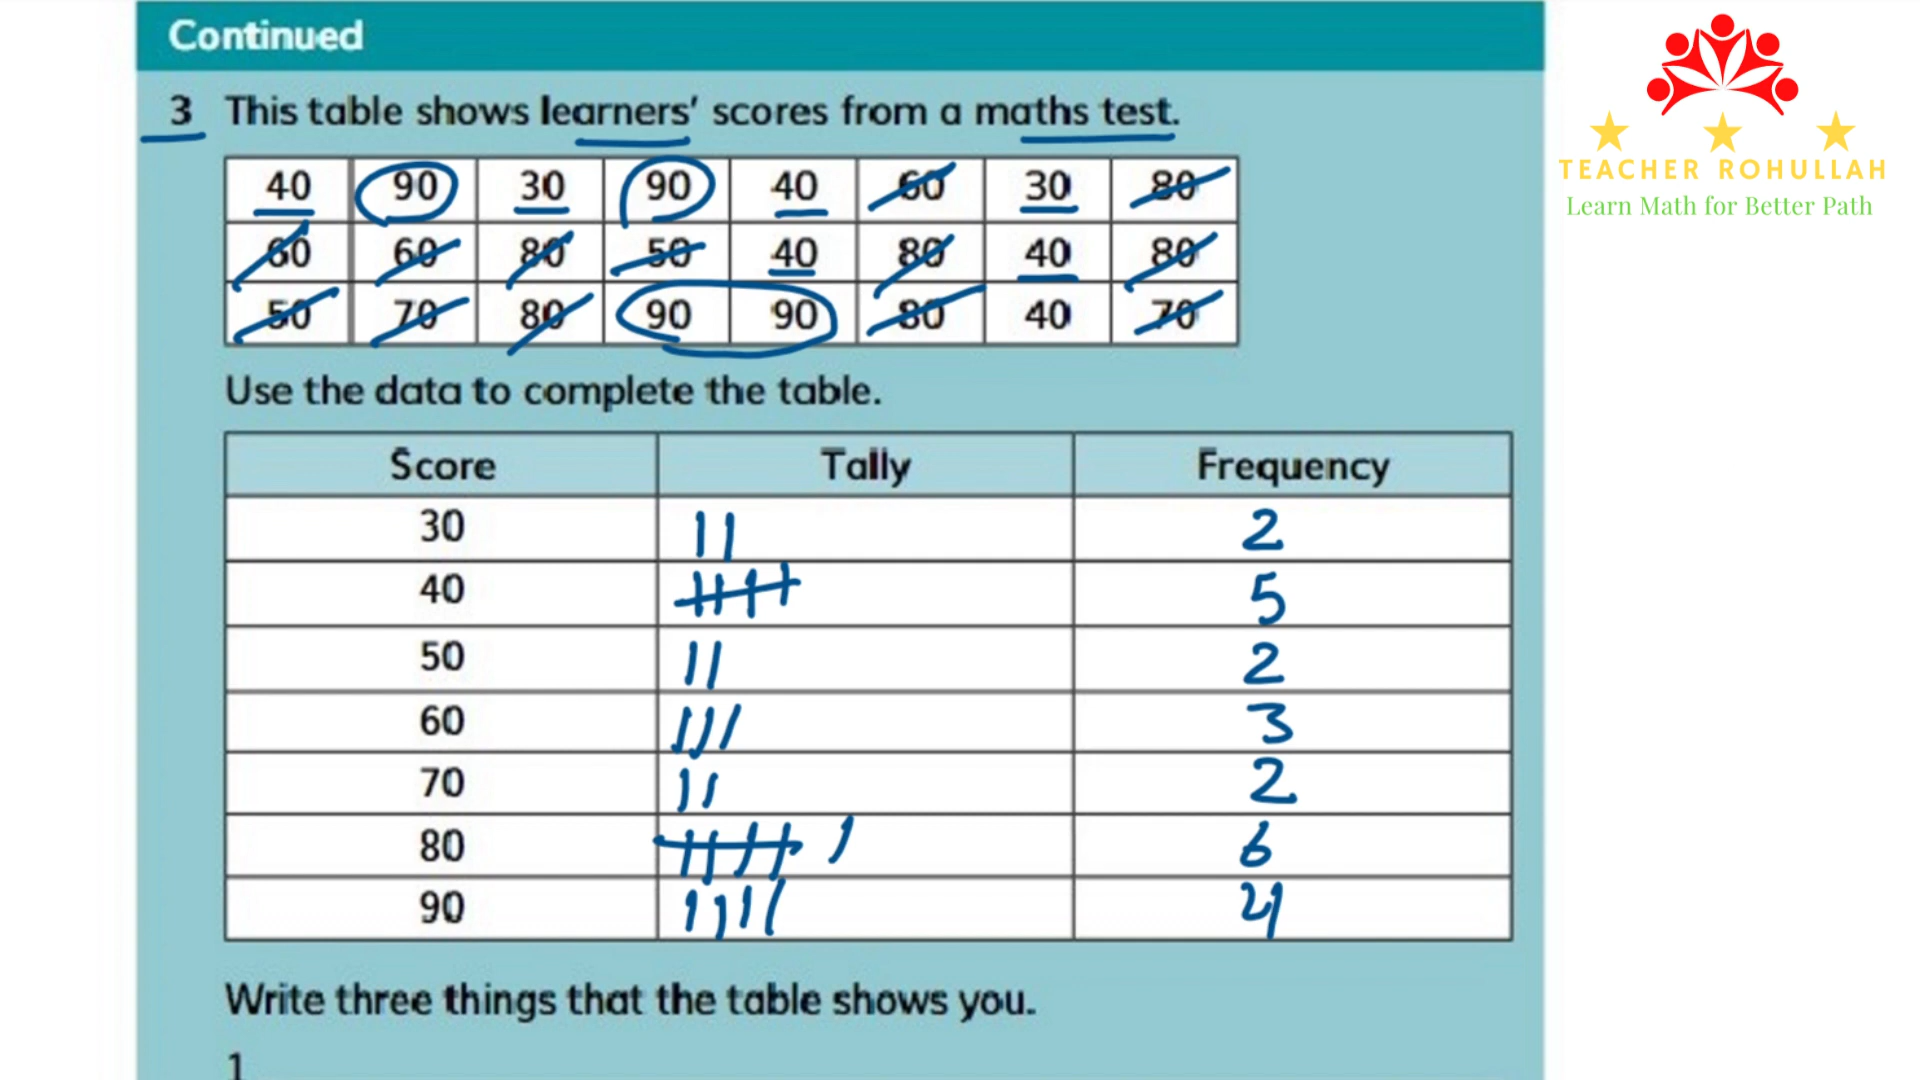 Continued
3 This table shows learners' scores from a maths test.
40 90 30 90 40 60 30 80
60 60 80 50 40 80 40 80
50 70 80 90 90 80 40 70
Use the data to complete the table.
Score Tally Frequency
30 || 2
40 |||| 5
50 || 2
60 ||| 3
70 || 2
80 |||| | 6
90 |||| 4
Write three things that the table shows you.
1
TEACHER ROHULLAH
Learn Math for Better Path